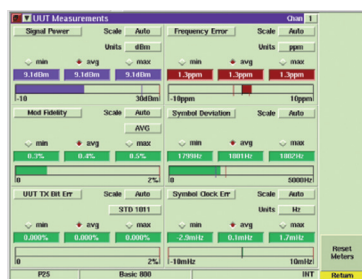 UUT Measurements Chan 1
Signal Power Scale Auto
Units dBm
min avg max
9.1dBm 9.1dBm 9.1dBm
-10 30dBm
Frequency Error Scale Auto
Units ppm
min avg max
1.3ppm 1.3ppm 1.3ppm
-10ppm 10ppm
Mod Fidelity Scale Auto
AVG
min avg max
0.3% 0.4% 0.5%
0 2%
Symbol Deviation Scale Auto
min avg max
1799Hz 1801Hz 1802Hz
0 5000Hz
UUT TX Bit Err Scale Auto
STD 1011
min avg max
0.000% 0.000% 0.000%
0 2%
Symbol Clock Err Scale Auto
Units Hz
min avg max
-2.9mHz 0.1mHz 1.7mHz
-10mHz 10mHz
Reset
Meters
P25 Basic 800 INT Return